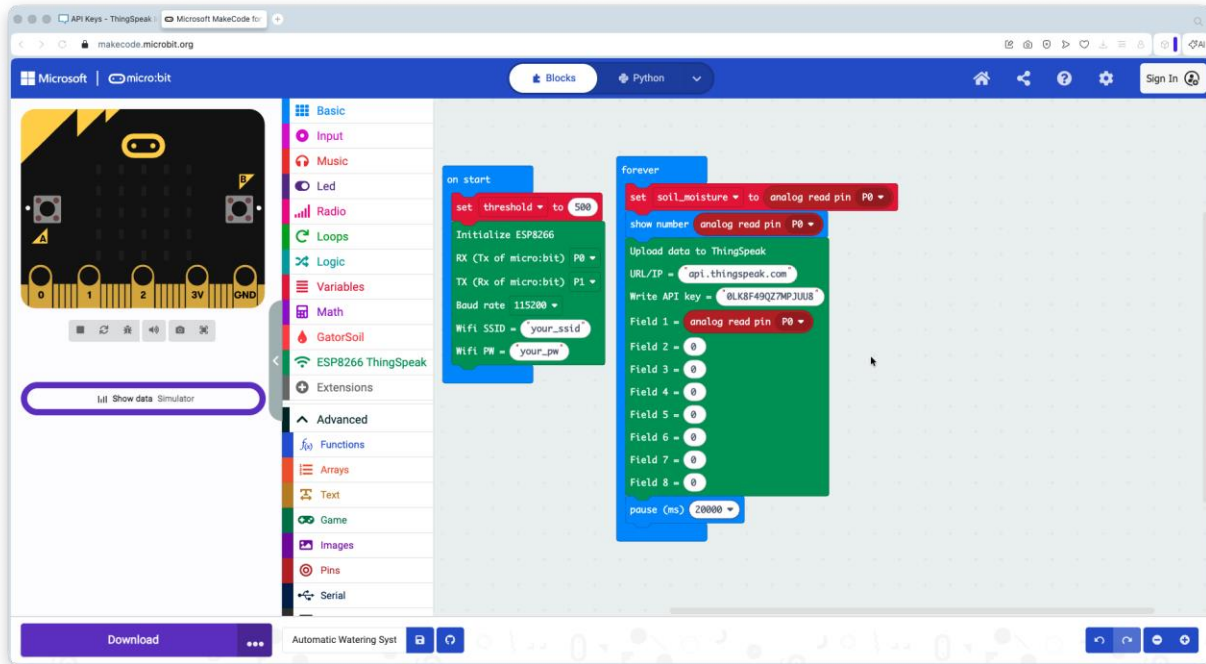 API Keys - ThingSpeak
Microsoft MakeCode for
makecode.microbit.org
Microsoft | micro:bit
Blocks
Python
Sign In
A
B
0 1 2 3V GND
Show data Simulator
Basic
Input
Music
Led
Radio
Loops
Logic
Variables
Math
GatorSoil
ESP8266 ThingSpeak
Extensions
Advanced
Functions
Arrays
Text
Game
Images
Pins
Serial
on start
set threshold to 500
Initialize ESP8266
RX (Tx of micro:bit) P0
TX (Rx of micro:bit) P1
Baud rate 115200
Wifi SSID = "your_ssid"
Wifi PW = "your_pw"
forever
set soil_moisture to analog read pin P0
show number analog read pin P0
Upload data to ThingSpeak
URL/IP = "api.thingspeak.com"
Write API key = "0LK8F49QZ7MPJUU8"
Field 1 = analog read pin P0
Field 2 = 0
Field 3 = 0
Field 4 = 0
Field 5 = 0
Field 6 = 0
Field 7 = 0
Field 8 = 0
pause (ms) 20000
Download
Automatic Watering Syst